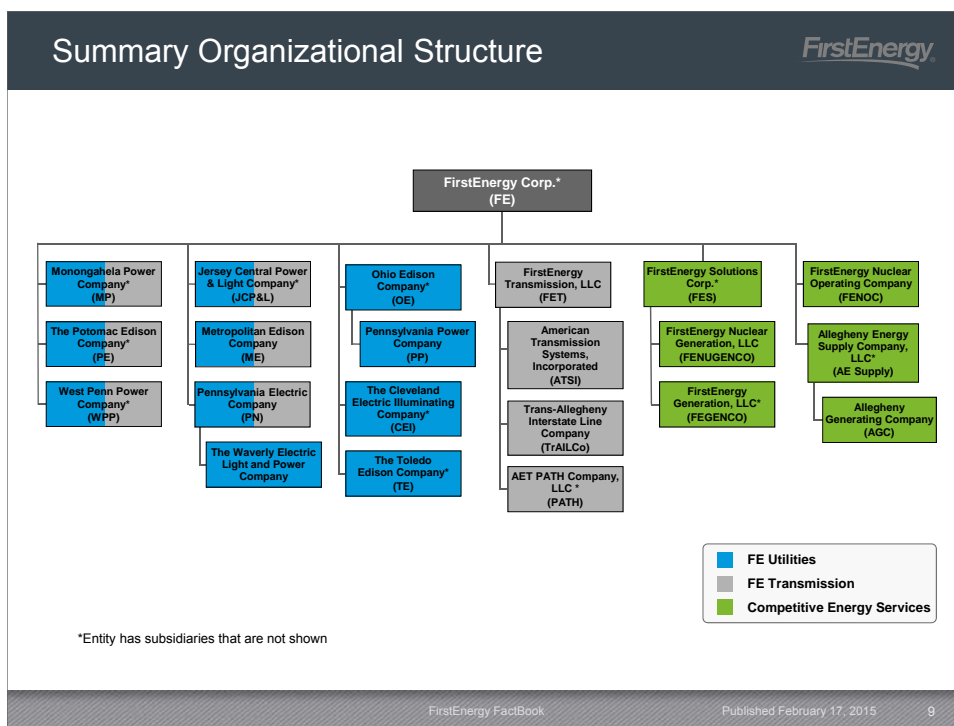 Summary Organizational Structure
FirstEnergy®
FirstEnergy Corp.*
(FE)
Monongahela Power
Company*
(MP)
The Potomac Edison
Company*
(PE)
West Penn Power
Company*
(WPP)
Jersey Central Power
& Light Company*
(JCP&L)
Metropolitan Edison
Company
(ME)
Pennsylvania Electric
Company
(PN)
The Waverly Electric
Light and Power
Company
Ohio Edison
Company*
(OE)
Pennsylvania Power
Company
(PP)
The Cleveland
Electric Illuminating
Company*
(CEI)
The Toledo
Edison Company*
(TE)
FirstEnergy
Transmission, LLC
(FET)
American
Transmission
Systems,
Incorporated
(ATSI)
Trans-Allegheny
Interstate Line
Company
(TrAILCo)
AET PATH Company,
LLC *
(PATH)
FirstEnergy Solutions
Corp.*
(FES)
FirstEnergy Nuclear
Generation, LLC
(FENUGENCO)
FirstEnergy
Generation, LLC*
(FEGENCO)
FirstEnergy Nuclear
Operating Company
(FENOC)
Allegheny Energy
Supply Company,
LLC*
(AE Supply)
Allegheny
Generating Company
(AGC)
FE Utilities
FE Transmission
Competitive Energy Services
*Entity has subsidiaries that are not shown
FirstEnergy FactBook
Published February 17, 2015
9